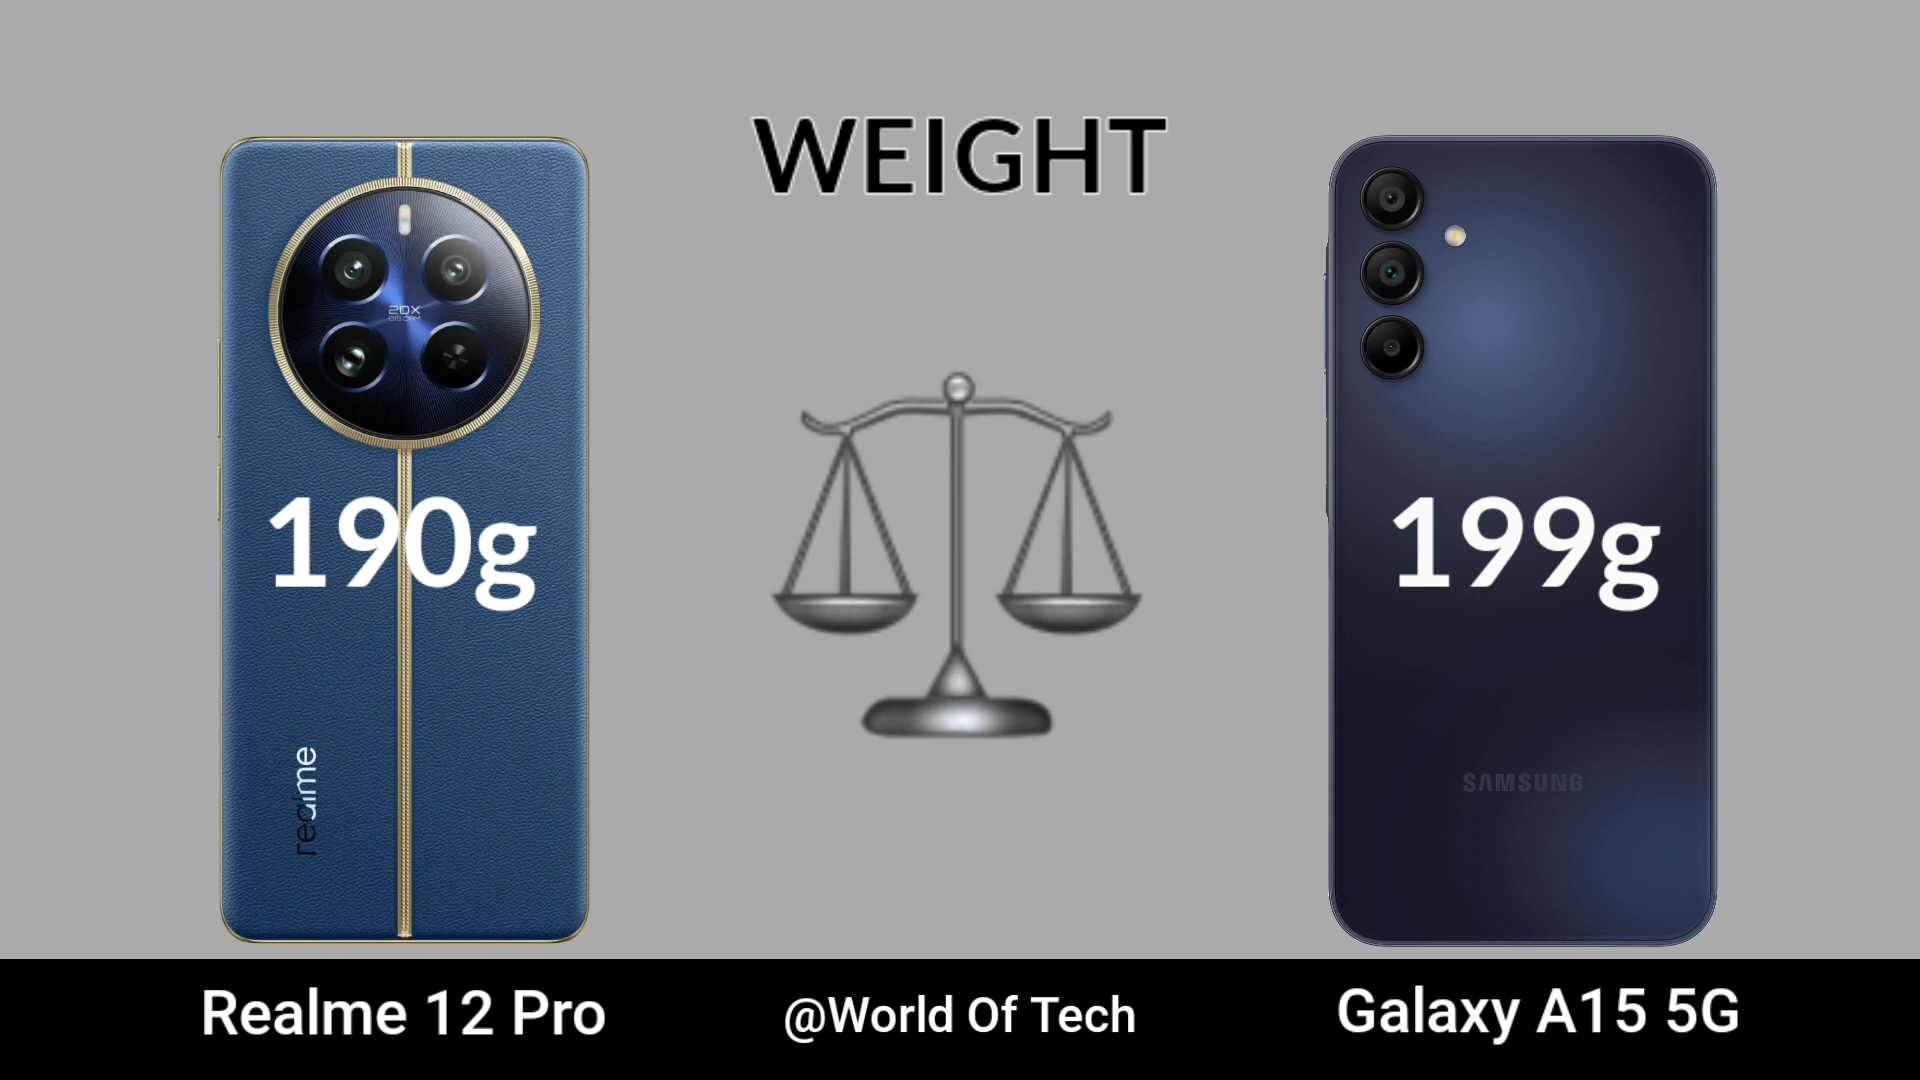 WEIGHT
20X
190g
199g
realme
SAMSUNG
Realme 12 Pro
@World Of Tech
Galaxy A15 5G